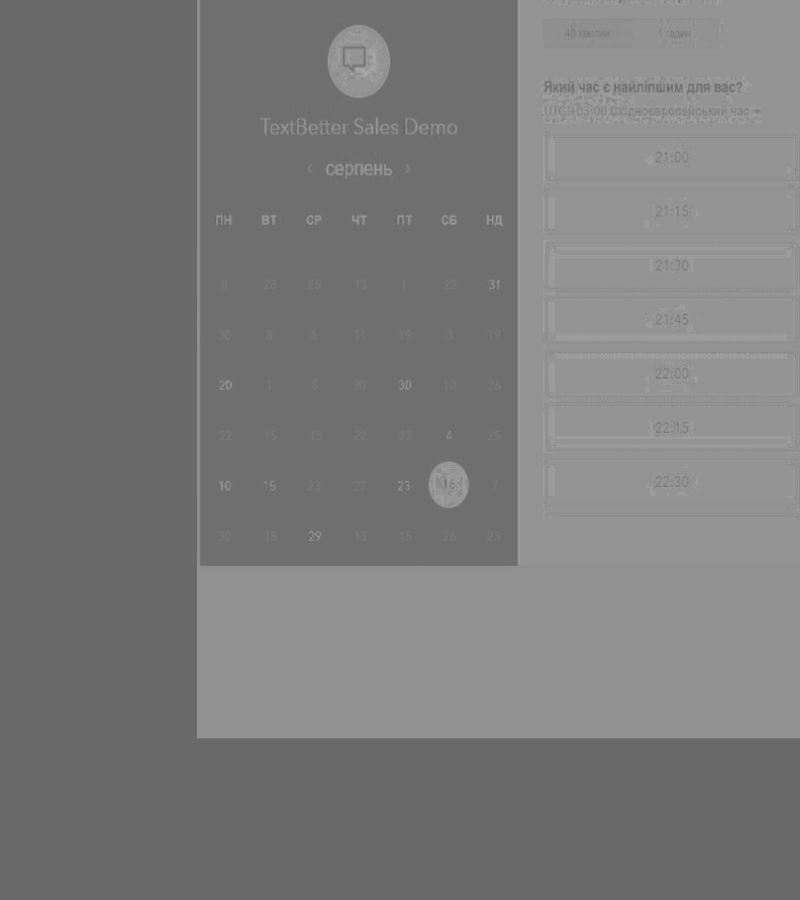 40 хвилин 1 годин
Який час є найліпшим для вас?
UTC+03:00 Східноєвропейський час
TextBetter Sales Demo
‹ серпень ›
ПН ВТ СР ЧТ ПТ СБ НД
8 28 25 13 1 22 31
30 3 6 11 19 3 19
20 1 5 30 30 10 26
22 15 13 22 22 4 25
10 15 23 27 23 16 7
30 15 29 13 15 26 23
21:00
21:15
21:30
21:45
22:00
22:15
22:30